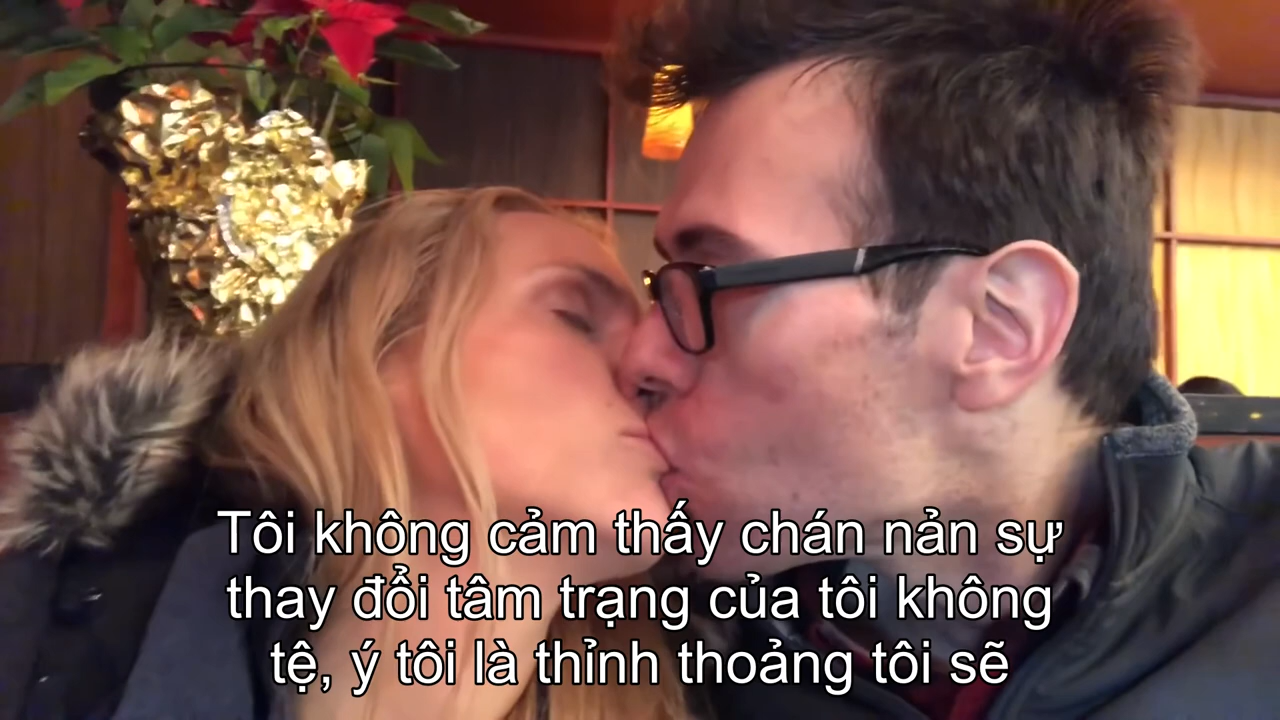 Tôi không cảm thấy chán nản sự
thay đổi tâm trạng của tôi không
tệ, ý tôi là thỉnh thoảng tôi sẽ